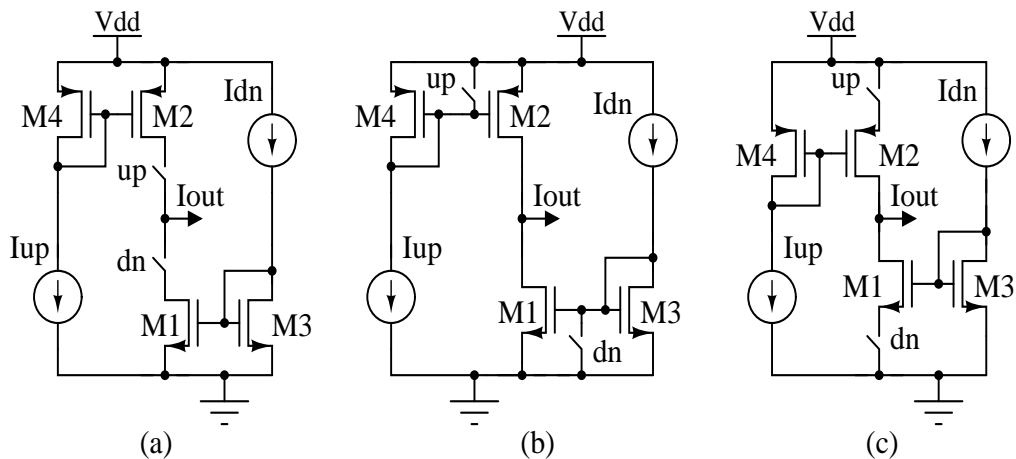 Vdd
M4
M2
Idn
up
Iout
Iup
dn
M1
M3
(a)
Vdd
up
M4
M2
Idn
Iout
Iup
M1
M3
dn
(b)
Vdd
up
Idn
M4
M2
Iout
Iup
M1
M3
dn
(c)